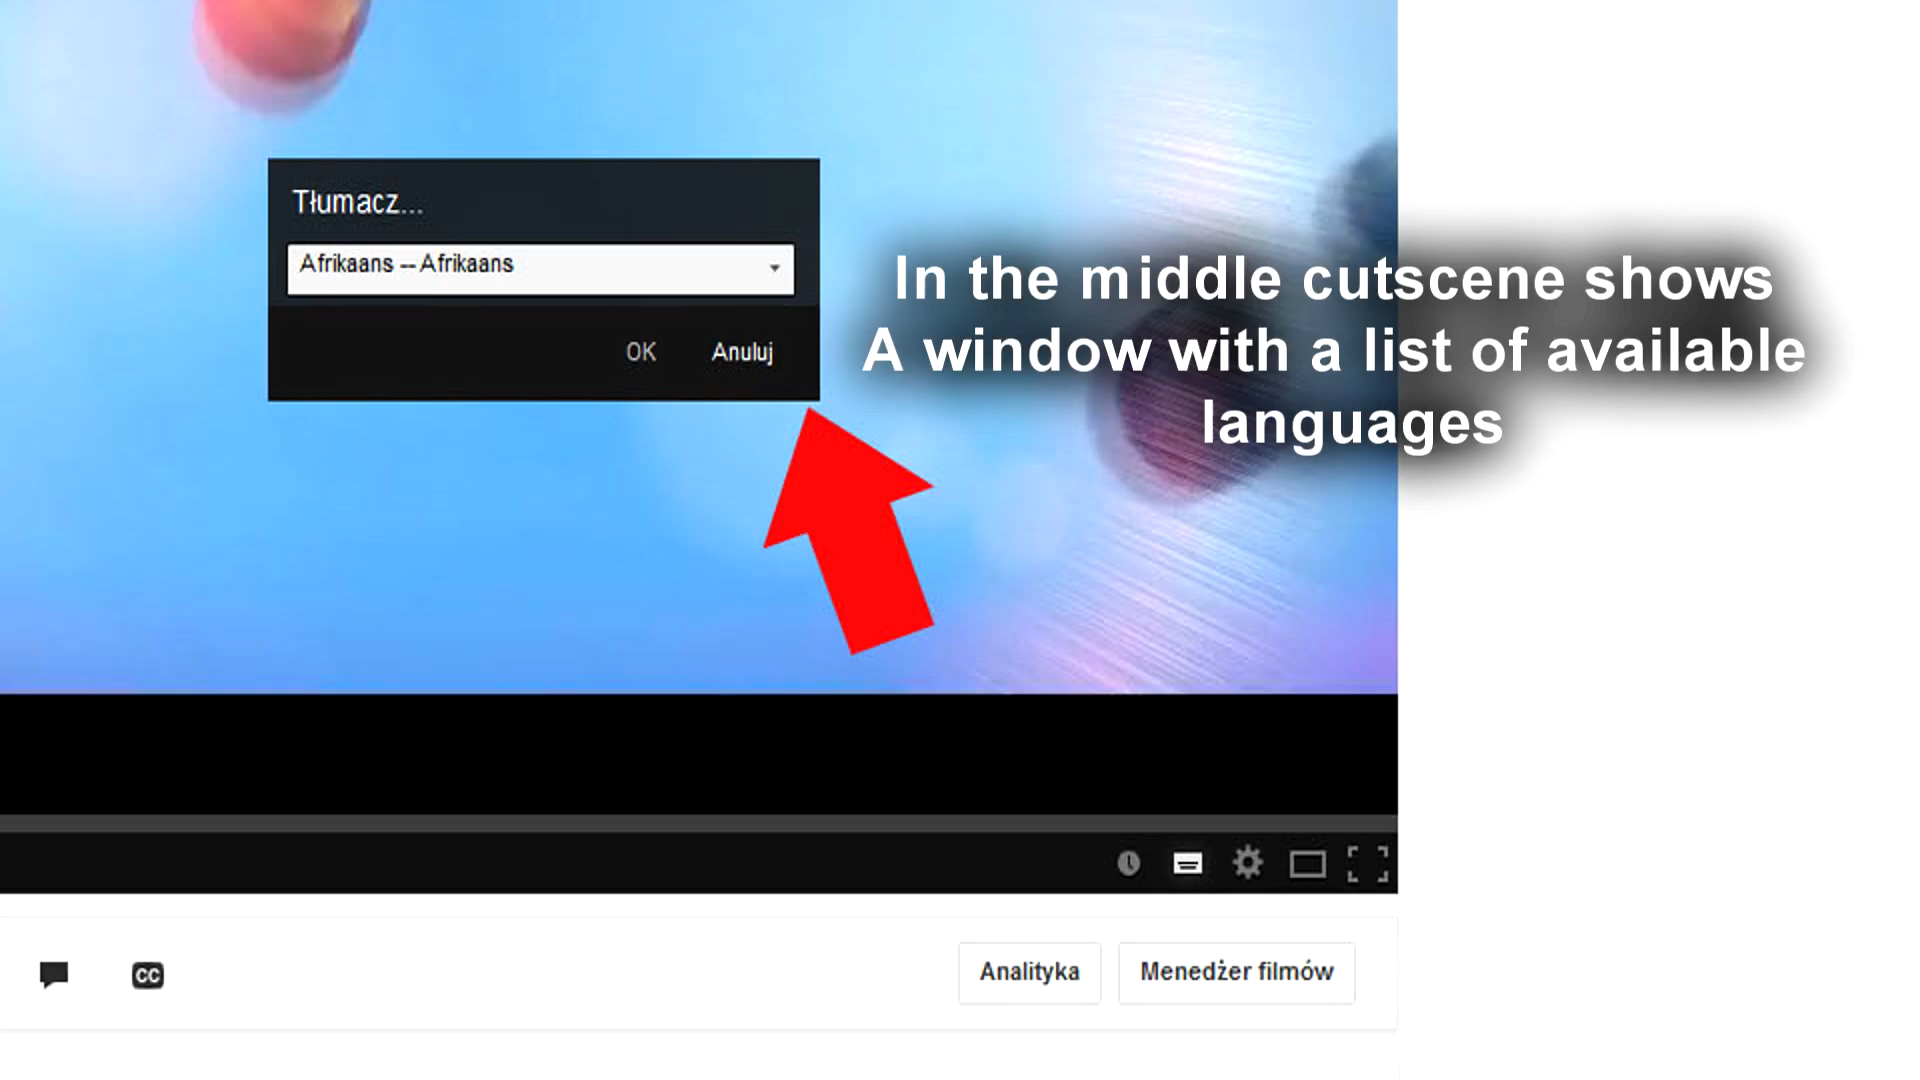 Tłumacz...
Afrikaans -- Afrikaans
OK Anuluj
In the middle cutscene shows
A window with a list of available
languages
CC
Analityka
Menedżer filmów